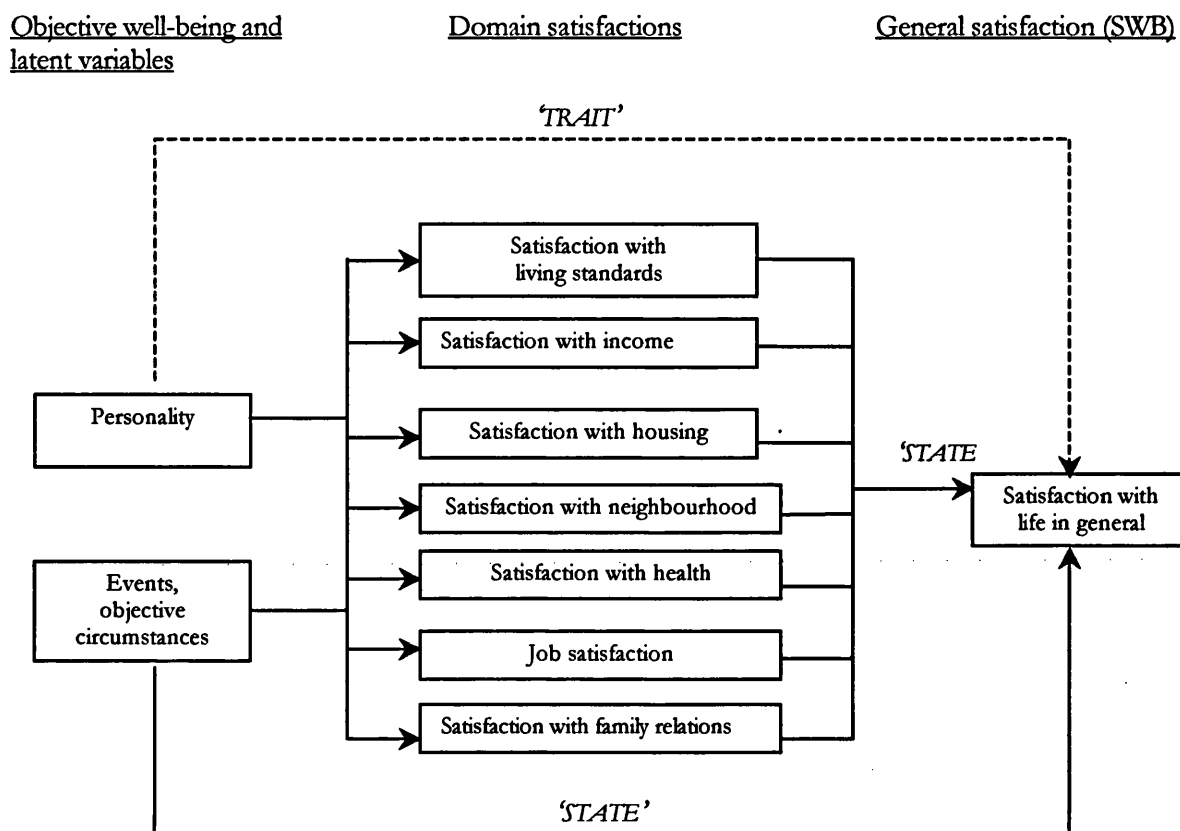 Objective well-being and
latent variables
Domain satisfactions
General satisfaction (SWB)
‘TRAIT’
Satisfaction with
living standards
Satisfaction with income
Personality
Satisfaction with housing
‘STATE
Satisfaction with neighbourhood
Satisfaction with
life in general
Events,
objective
circumstances
Satisfaction with health
Job satisfaction
Satisfaction with family relations
‘STATE’